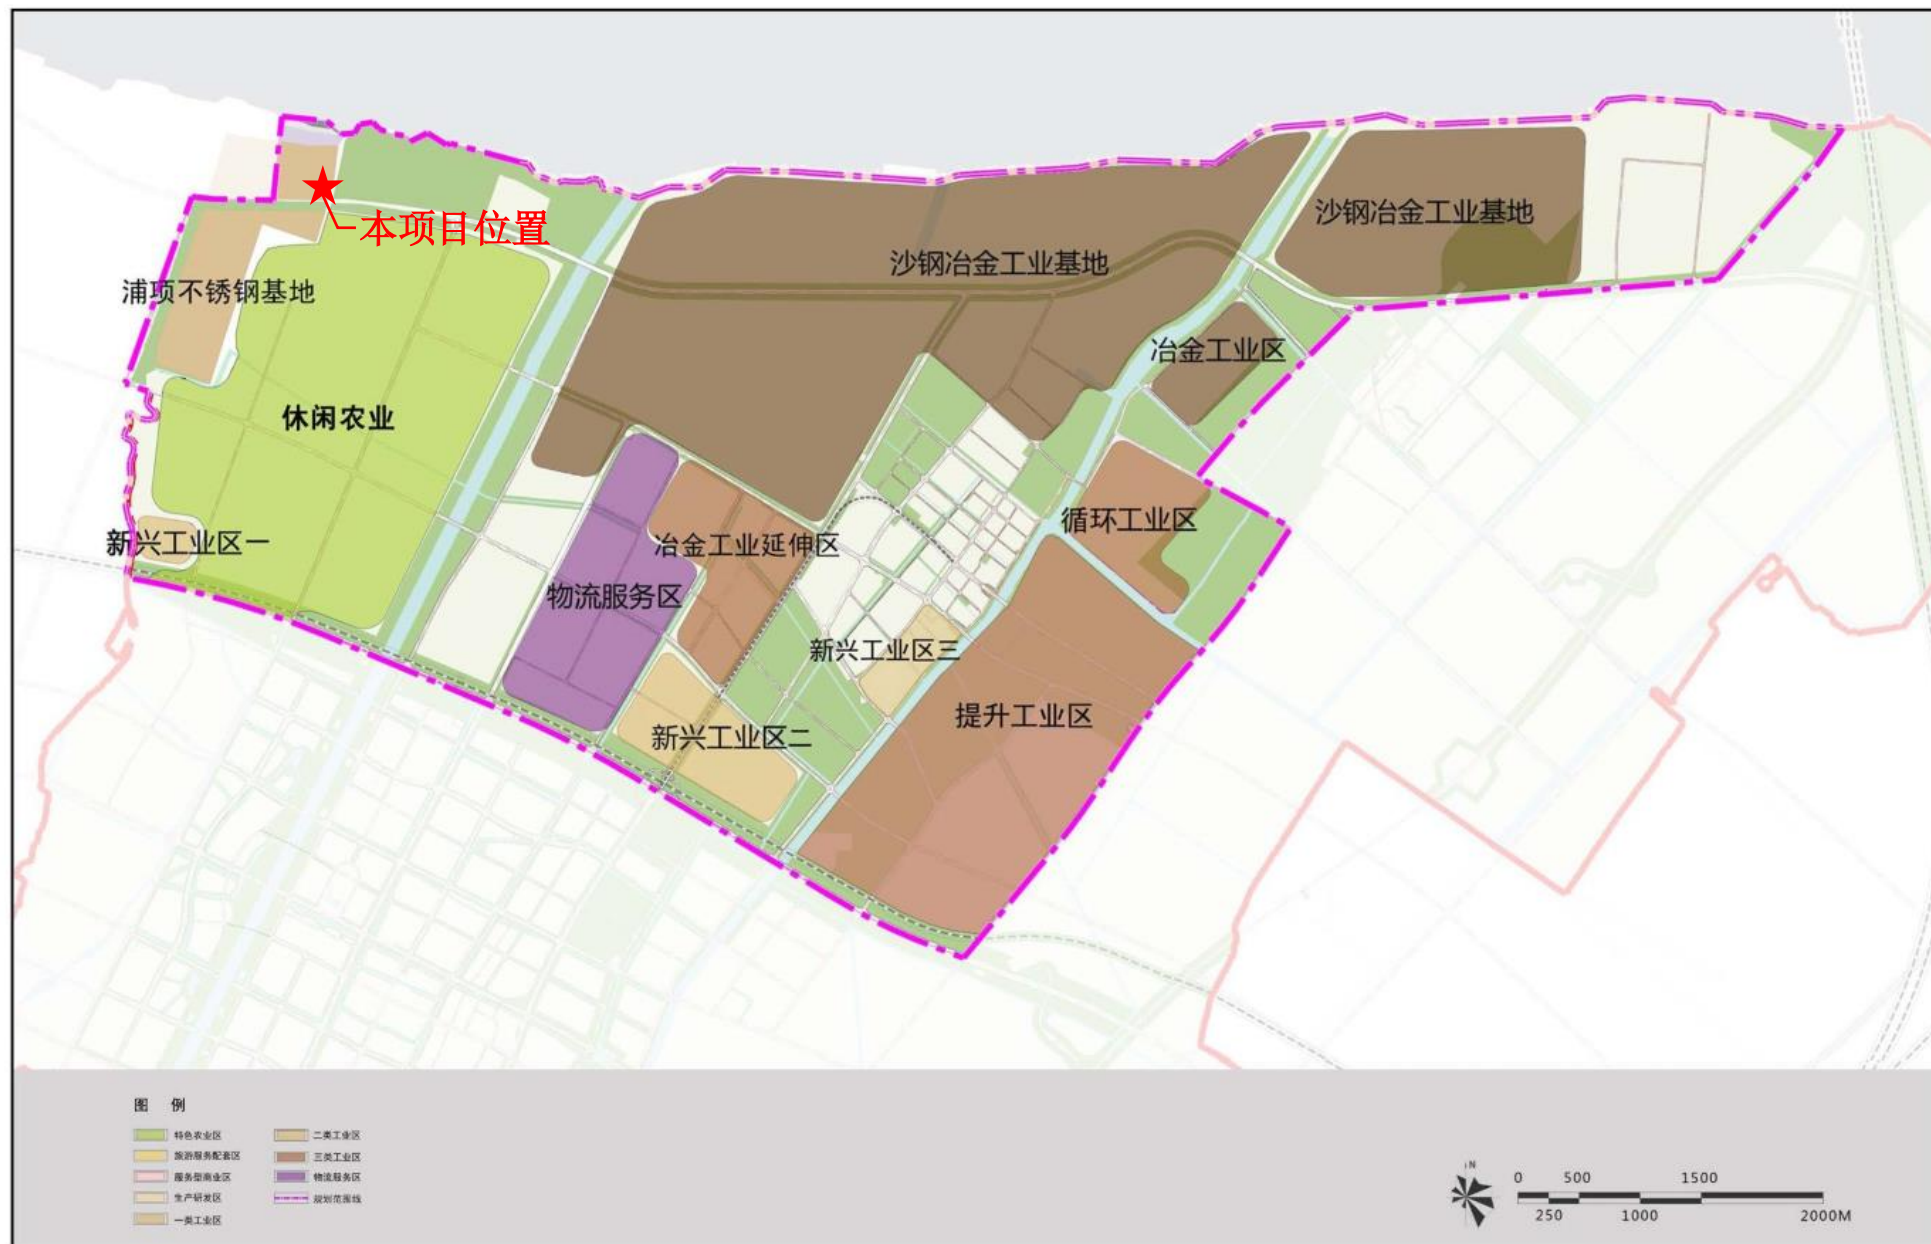 沙钢冶金工业基地
本项目位置
沙钢冶金工业基地
浦项不锈钢基地
冶金工业区
休闲农业
循环工业区
新兴工业区一
冶金工业延伸区
物流服务区
新兴工业区三
提升工业区
新兴工业区二
图 例
特色农业区
旅游服务配套区
服务型商业区
生产研发区
一类工业区
二类工业区
三类工业区
物流服务区
规划范围线
N
0 500 1500
250 1000 2000M